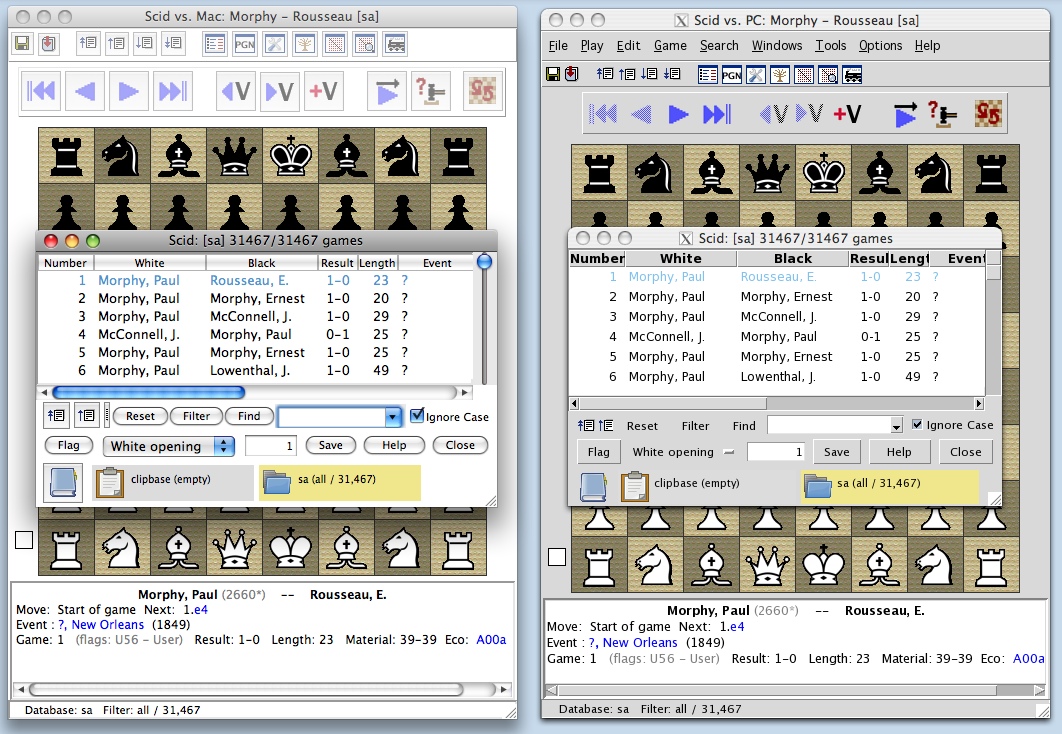 Scid vs. Mac: Morphy – Rousseau [sa]
PGN
V V +V
Scid: [sa] 31467/31467 games
Number White Black Result Length Event
1 Morphy, Paul Rousseau, E. 1-0 23 ?
2 Morphy, Paul Morphy, Ernest 1-0 20 ?
3 Morphy, Paul McConnell, J. 1-0 29 ?
4 McConnell, J. Morphy, Paul 0-1 25 ?
5 Morphy, Paul Morphy, Ernest 1-0 25 ?
6 Morphy, Paul Lowenthal, J. 1-0 49 ?
Reset Filter Find Ignore Case
Flag White opening 1 Save Help Close
clipbase (empty) sa (all / 31,467)
Morphy, Paul (2660*) -- Rousseau, E.
Move: Start of game Next: 1.e4
Event : ?, New Orleans (1849)
Game: 1 (flags: U56 – User) Result: 1-0 Length: 23 Material: 39-39 Eco: A00a
Database: sa Filter: all / 31,467
Scid vs. PC: Morphy – Rousseau [sa]
File Play Edit Game Search Windows Tools Options Help
PGN
V V +V
Scid: [sa] 31467/31467 games
Number White Black Resul Lengt Event
1 Morphy, Paul Rousseau, E. 1-0 23 ?
2 Morphy, Paul Morphy, Ernest 1-0 20 ?
3 Morphy, Paul McConnell, J. 1-0 29 ?
4 McConnell, J. Morphy, Paul 0-1 25 ?
5 Morphy, Paul Morphy, Ernest 1-0 25 ?
6 Morphy, Paul Lowenthal, J. 1-0 49 ?
Reset Filter Find Ignore Case
Flag White opening 1 Save Help Close
clipbase (empty) sa (all / 31,467)
Morphy, Paul (2660*) -- Rousseau, E.
Move: Start of game Next: 1.e4
Event : ?, New Orleans (1849)
Game: 1 (flags: U56 – User) Result: 1-0 Length: 23 Material: 39-39 Eco: A00a
Database: sa Filter: all / 31,467